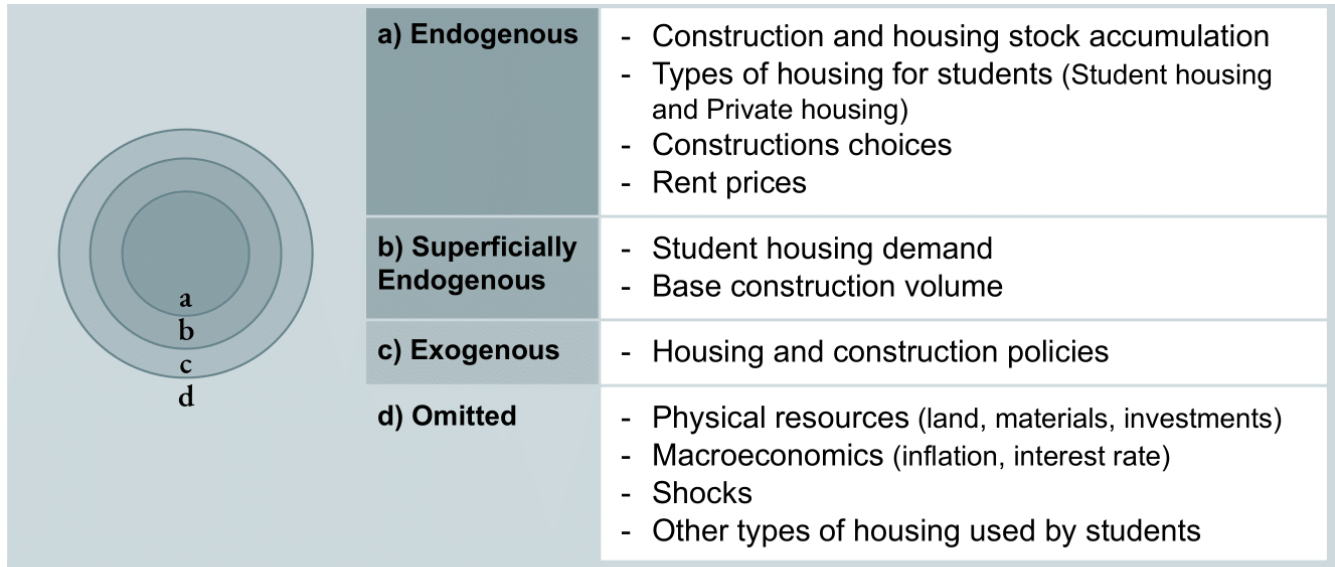 a
b
c
d
a) Endogenous
- Construction and housing stock accumulation
- Types of housing for students (Student housing
and Private housing)
- Constructions choices
- Rent prices
b) Superficially
Endogenous
- Student housing demand
- Base construction volume
c) Exogenous
- Housing and construction policies
d) Omitted
- Physical resources (land, materials, investments)
- Macroeconomics (inflation, interest rate)
- Shocks
- Other types of housing used by students